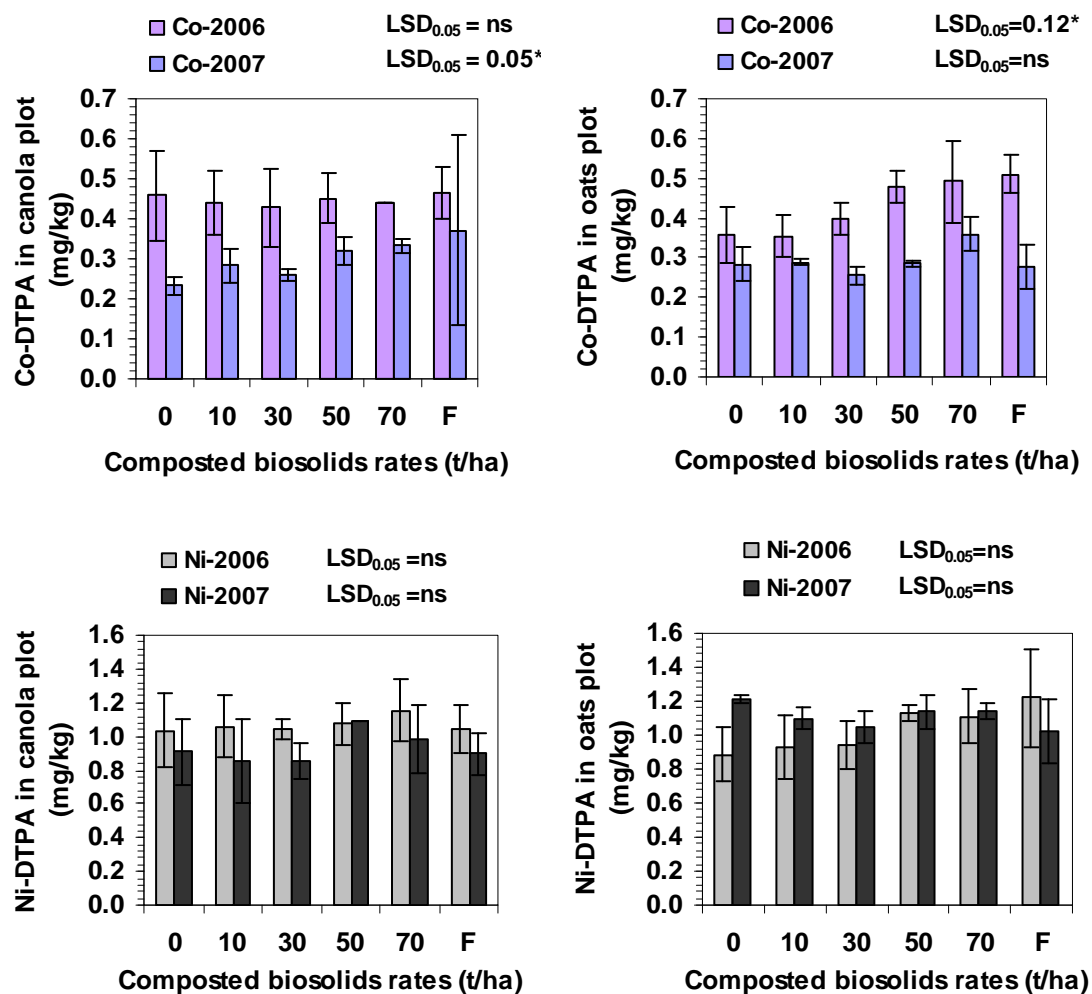 Co-2006 LSD0.05 = ns
Co-2007 LSD0.05 = 0.05*
Co-DTPA in canola plot
(mg/kg)
0.7
0.6
0.5
0.4
0.3
0.2
0.1
0.0
0 10 30 50 70 F
Composted biosolids rates (t/ha)
Co-2006 LSD0.05=0.12*
Co-2007 LSD0.05=ns
Co-DTPA in oats plot
(mg/kg)
0.7
0.6
0.5
0.4
0.3
0.2
0.1
0.0
0 10 30 50 70 F
Composted biosolids rates (t/ha)
Ni-2006 LSD0.05 =ns
Ni-2007 LSD0.05 =ns
Ni-DTPA in canola plot
(mg/kg)
1.6
1.4
1.2
1.0
0.8
0.6
0.4
0.2
0.0
0 10 30 50 70 F
Composted biosolids rates (t/ha)
Ni-2006 LSD0.05=ns
Ni-2007 LSD0.05=ns
Ni-DTPA in oats plot
(mg/kg)
1.6
1.4
1.2
1.0
0.8
0.6
0.4
0.2
0.0
0 10 30 50 70 F
Composted biosolids rates (t/ha)